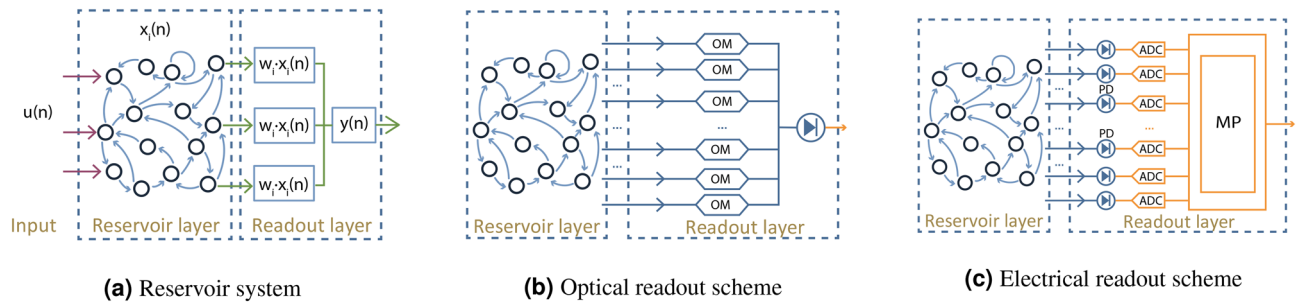 xᵢ(n)
u(n)
wᵢ·xᵢ(n)
wᵢ·xᵢ(n)
wᵢ·xᵢ(n)
y(n)
Input
Reservoir layer
Readout layer
(a) Reservoir system
...
...
...
OM
OM
OM
...
OM
OM
OM
Reservoir layer
Readout layer
(b) Optical readout scheme
...
...
...
ADC
ADC
PD
ADC
...
PD
ADC
ADC
ADC
MP
Reservoir layer
Readout layer
(c) Electrical readout scheme